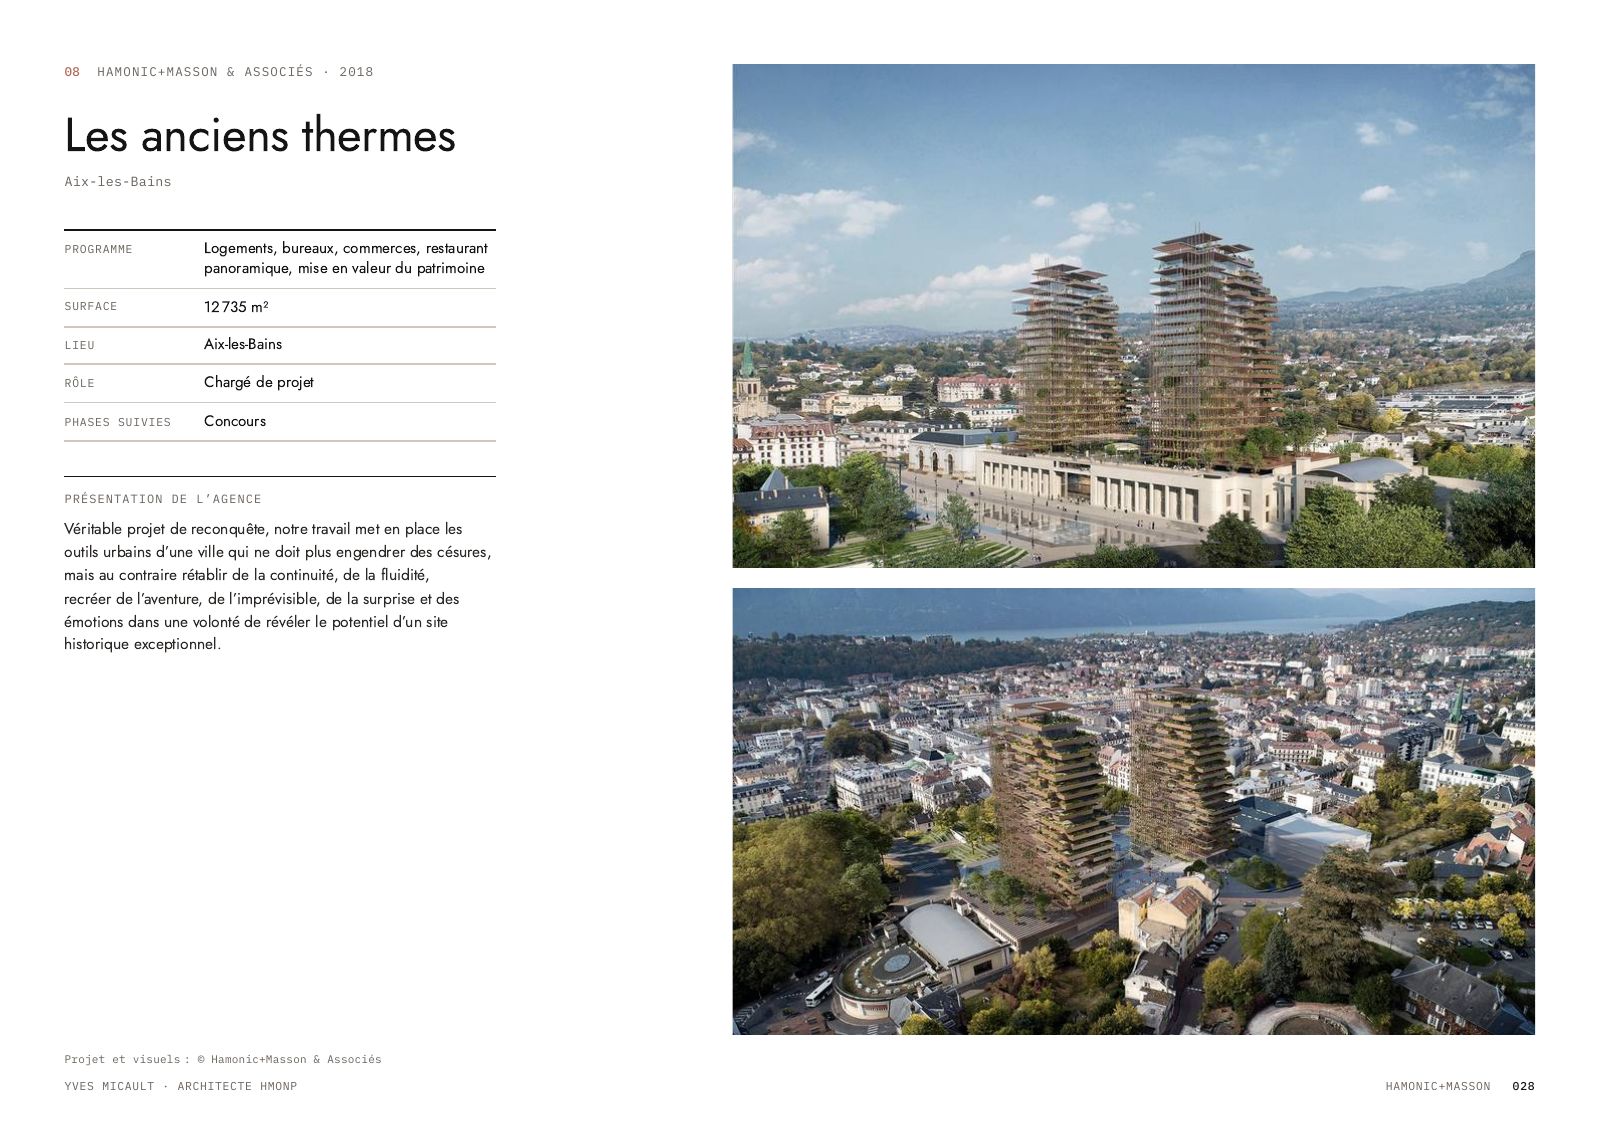 08 HAMONIC+MASSON & ASSOCIÉS · 2018
Les anciens thermes
Aix-les-Bains
PROGRAMME Logements, bureaux, commerces, restaurant
panoramique, mise en valeur du patrimoine
SURFACE 12 735 m²
LIEU Aix-les-Bains
RÔLE Chargé de projet
PHASES SUIVIES Concours
PRÉSENTATION DE L’AGENCE
Véritable projet de reconquête, notre travail met en place les
outils urbains d’une ville qui ne doit plus engendrer des césures,
mais au contraire rétablir de la continuité, de la fluidité,
recréer de l’aventure, de l’imprévisible, de la surprise et des
émotions dans une volonté de révéler le potentiel d’un site
historique exceptionnel.
Projet et visuels : © Hamonic+Masson & Associés
YVES MICAULT · ARCHITECTE HMONP
HAMONIC+MASSON 028